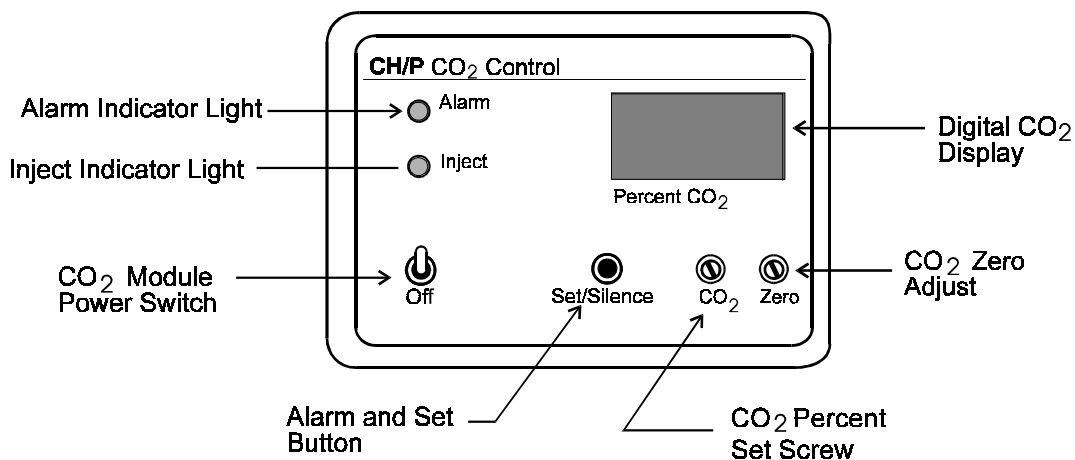 CH/P CO2 Control
Alarm Indicator Light
Alarm
Inject Indicator Light
Inject
Digital CO2
Display
Percent CO2
CO2 Module
Power Switch
Off
Set/Silence
CO2
Zero
CO2 Zero
Adjust
Alarm and Set
Button
CO2 Percent
Set Screw